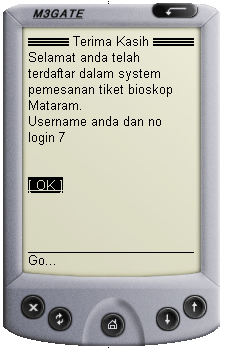 M3GATE
Terima Kasih
Selamat anda telah
terdaftar dalam system
pemesanan tiket bioskop
Mataram.
Username anda dan no
login 7
[ OK ]
Go...